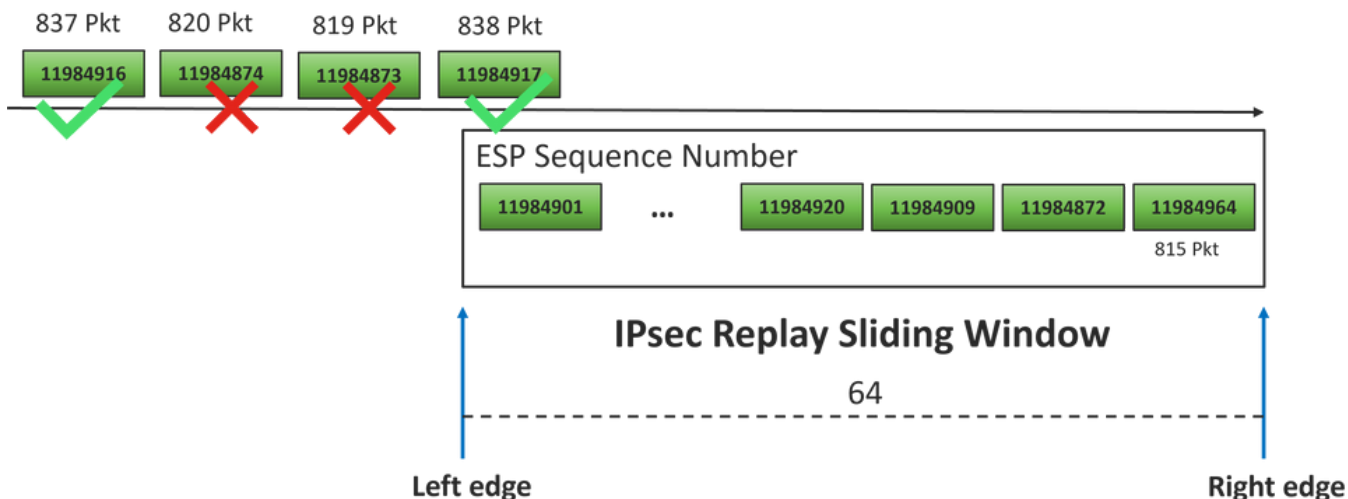 837 Pkt 820 Pkt 819 Pkt 838 Pkt
11984916 11984874 11984873 11984917
ESP Sequence Number
11984901 ... 11984920 11984909 11984872 11984964
815 Pkt
IPsec Replay Sliding Window
64
Left edge Right edge